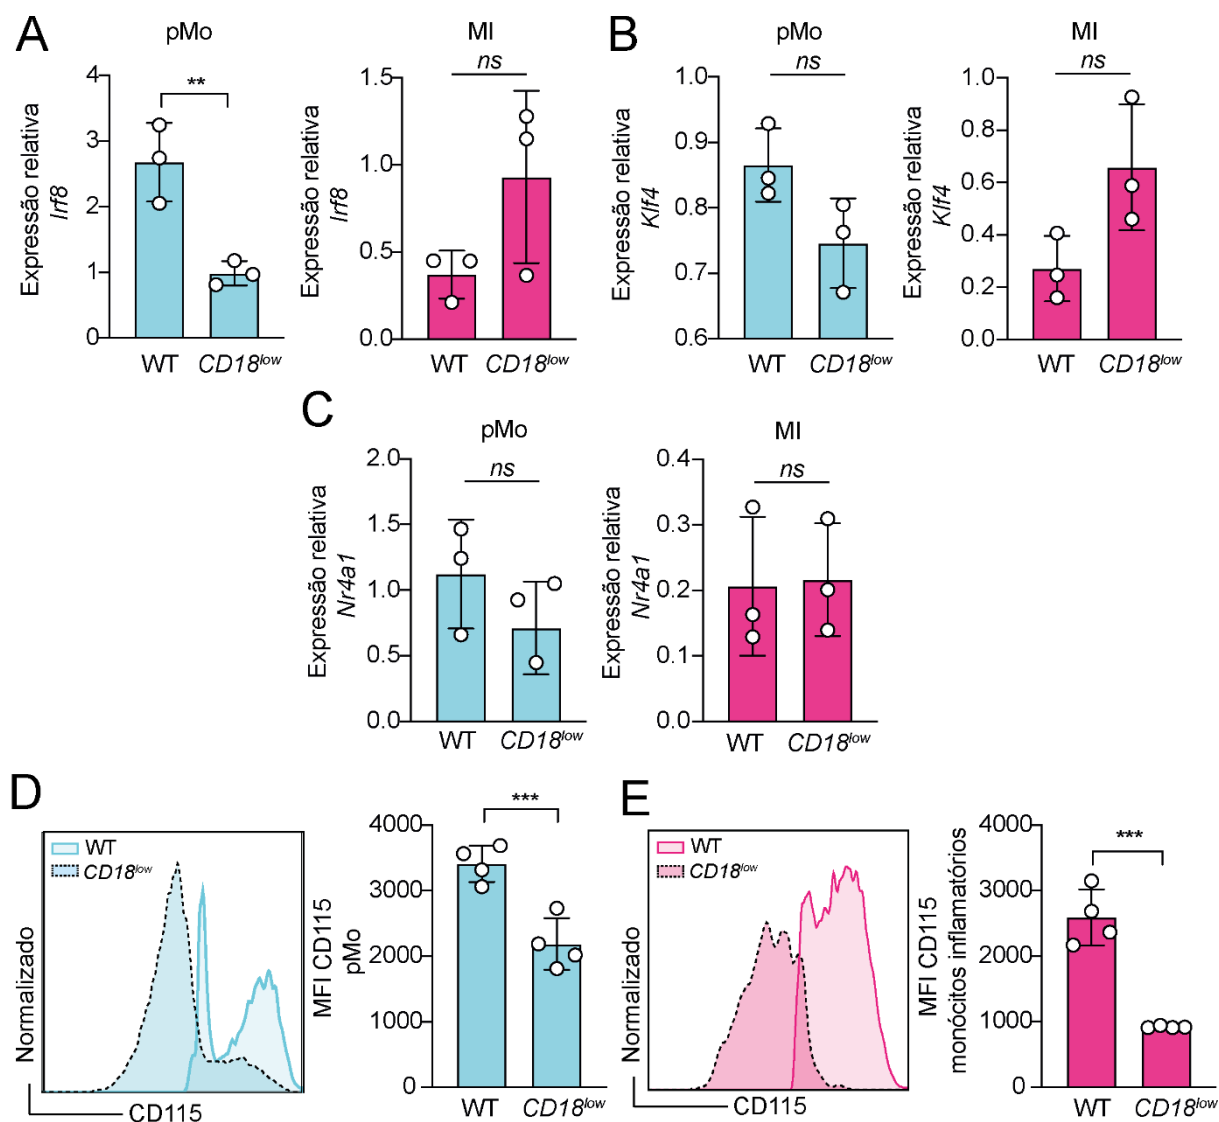 A
pMo
Expressão relativa
Irf8
4
3
2
1
0
**
WT
CD18low
MI
Expressão relativa
Irf8
1.5
1.0
0.5
0.0
ns
WT
CD18low
B
pMo
Expressão relativa
Klf4
1.0
0.9
0.8
0.7
0.6
ns
WT
CD18low
MI
Expressão relativa
Klf4
1.0
0.8
0.6
0.4
0.2
0.0
ns
WT
CD18low
C
pMo
Expressão relativa
Nr4a1
2.0
1.5
1.0
0.5
0.0
ns
WT
CD18low
MI
Expressão relativa
Nr4a1
0.4
0.3
0.2
0.1
0.0
ns
WT
CD18low
D
WT
CD18low
Normalizado
CD115
MFI CD115
pMo
4000
3000
2000
1000
0
***
WT
CD18low
E
WT
CD18low
Normalizado
CD115
MFI CD115
monócitos inflamatórios
4000
3000
2000
1000
0
***
WT
CD18low